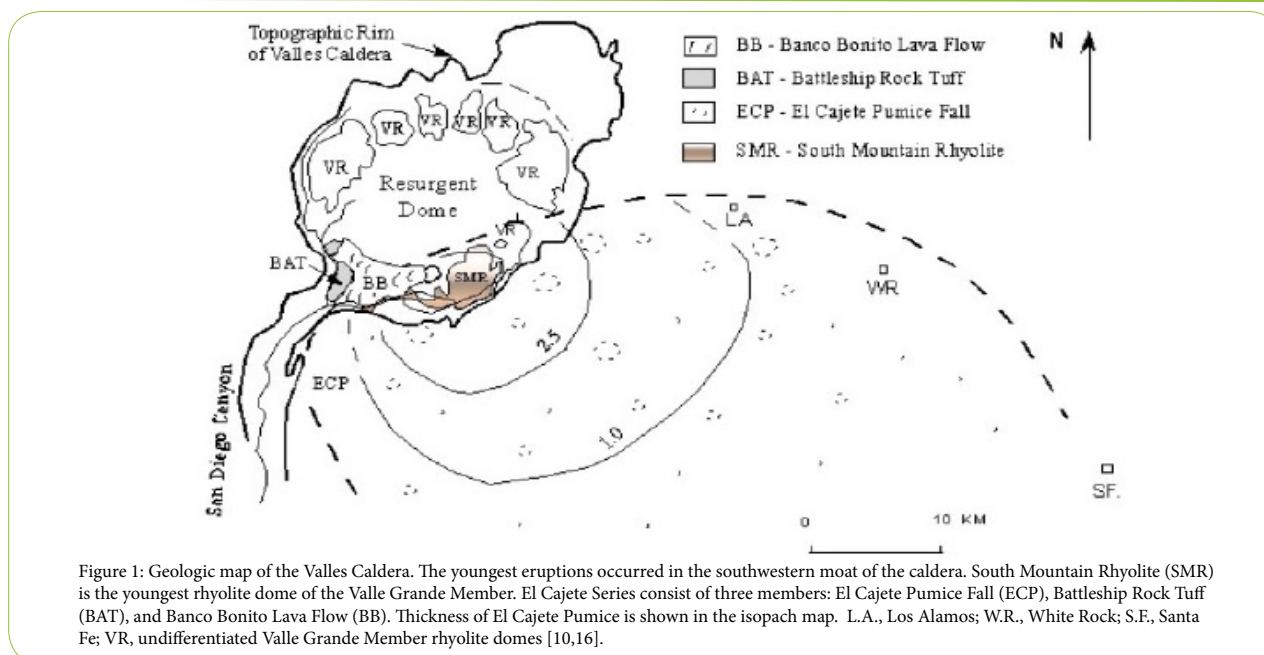 Topographic Rim
of Valles Caldera
BB - Banco Bonito Lava Flow
BAT - Battleship Rock Tuff
ECP - El Cajete Pumice Fall
SMR - South Mountain Rhyolite
N
VR
VR
VR
VR
VR
VR
Resurgent
Dome
VR
BAT
BB
SMR
ECP
San Diego Canyon
2.5
1.0
LA
WR
SF.
0 10 KM
Figure 1: Geologic map of the Valles Caldera. The youngest eruptions occurred in the southwestern moat of the caldera. South Mountain Rhyolite (SMR)
is the youngest rhyolite dome of the Valle Grande Member. El Cajete Series consist of three members: El Cajete Pumice Fall (ECP), Battleship Rock Tuff
(BAT), and Banco Bonito Lava Flow (BB). Thickness of El Cajete Pumice is shown in the isopach map. L.A., Los Alamos; W.R., White Rock; S.F., Santa
Fe; VR, undifferentiated Valle Grande Member rhyolite domes [10,16].